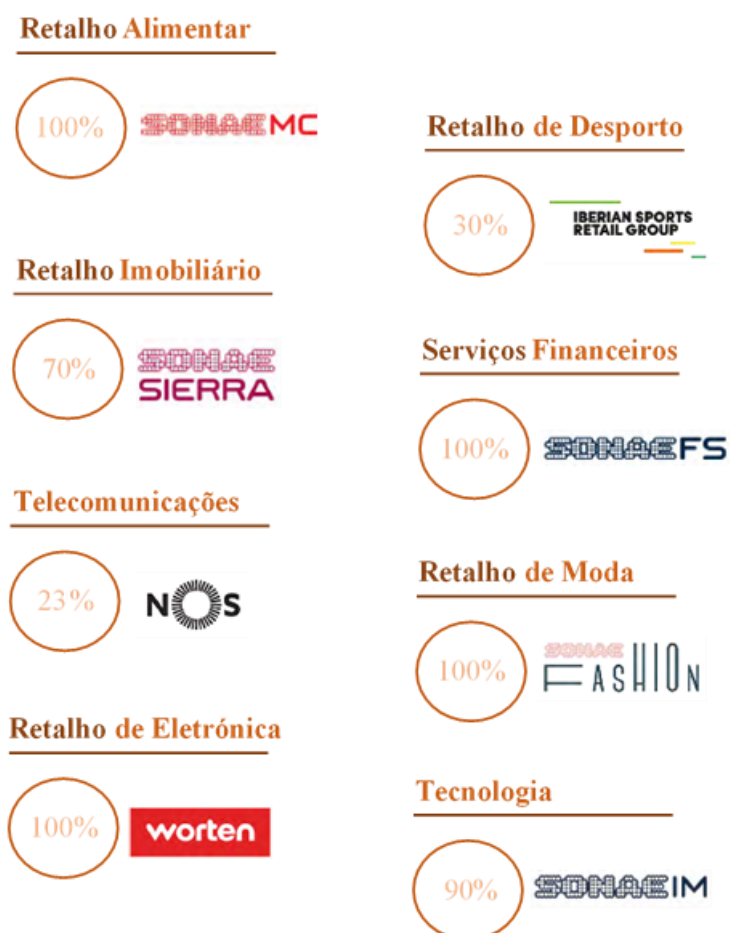 Retalho Alimentar
100%
SONAE MC
Retalho Imobiliário
70%
SONAE
SIERRA
Telecomunicações
23%
NOS
Retalho de Eletrónica
100%
worten
Retalho de Desporto
30%
IBERIAN SPORTS
RETAIL GROUP
Serviços Financeiros
100%
SONAE FS
Retalho de Moda
100%
SONAE
FASHION
Tecnologia
90%
SONAE IM